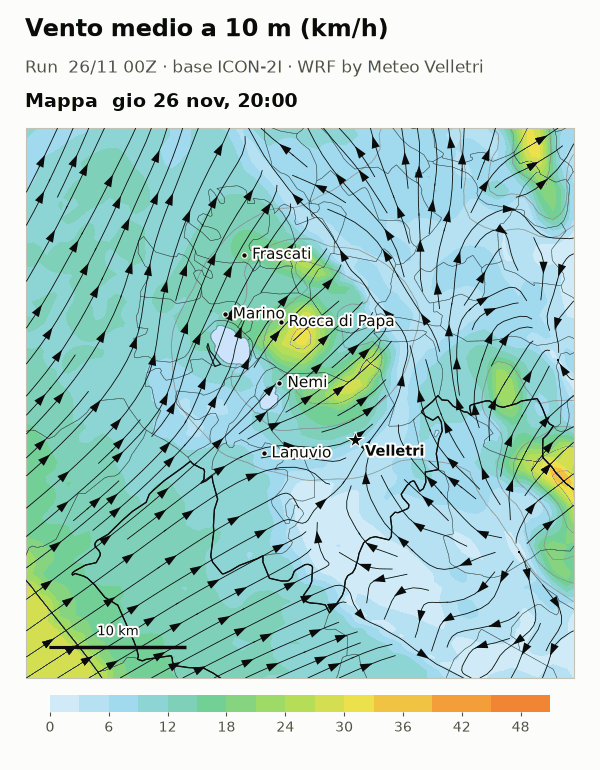 Vento medio a 10 m (km/h)
Run  26/11 00Z · base ICON-2I · WRF by Meteo Velletri
Mappa  gio 26 nov, 20:00
Frascati
Marino
Rocca di Papa
Nemi
Velletri
Lanuvio
10 km
0 6 12 18 24 30 36 42 48